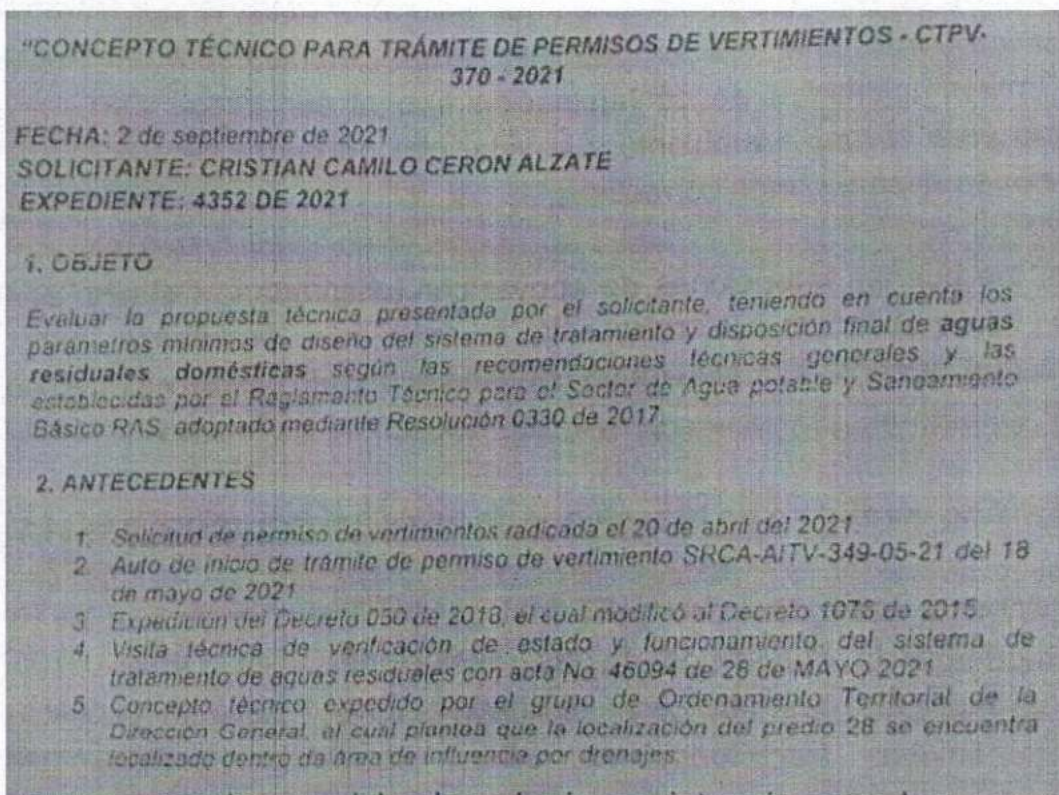 "CONCEPTO TÉCNICO PARA TRÁMITE DE PERMISOS DE VERTIMIENTOS - CTPV-
370 - 2021
FECHA: 2 de septiembre de 2021
SOLICITANTE: CRISTIAN CAMILO CERON ALZATE
EXPEDIENTE: 4352 DE 2021
1. OBJETO
Evaluar la propuesta técnica presentada por el solicitante, teniendo en cuenta los
parámetros mínimos de diseño del sistema de tratamiento y disposición final de aguas
residuales domésticas según las recomendaciones técnicas generales y las
establecidas por el Reglamento Técnico para el Sector de Agua potable y Saneamiento
Básico RAS, adoptado mediante Resolución 0330 de 2017.
2. ANTECEDENTES
1. Solicitud de permiso de vertimientos radicada el 20 de abril del 2021.
2. Auto de inicio de trámite de permiso de vertimiento SRCA-AITV-349-05-21 del 18
de mayo de 2021
3. Expedición del Decreto 050 de 2018, el cual modificó al Decreto 1076 de 2015.
4. Visita técnica de verificación de estado y funcionamiento del sistema de
tratamiento de aguas residuales con acta No. 46094 de 28 de MAYO 2021
5. Concepto técnico expedido por el grupo de Ordenamiento Territorial de la
Dirección General, el cual plantea que la localización del predio 28 se encuentra
localizado dentro da área de influencia por drenajes.